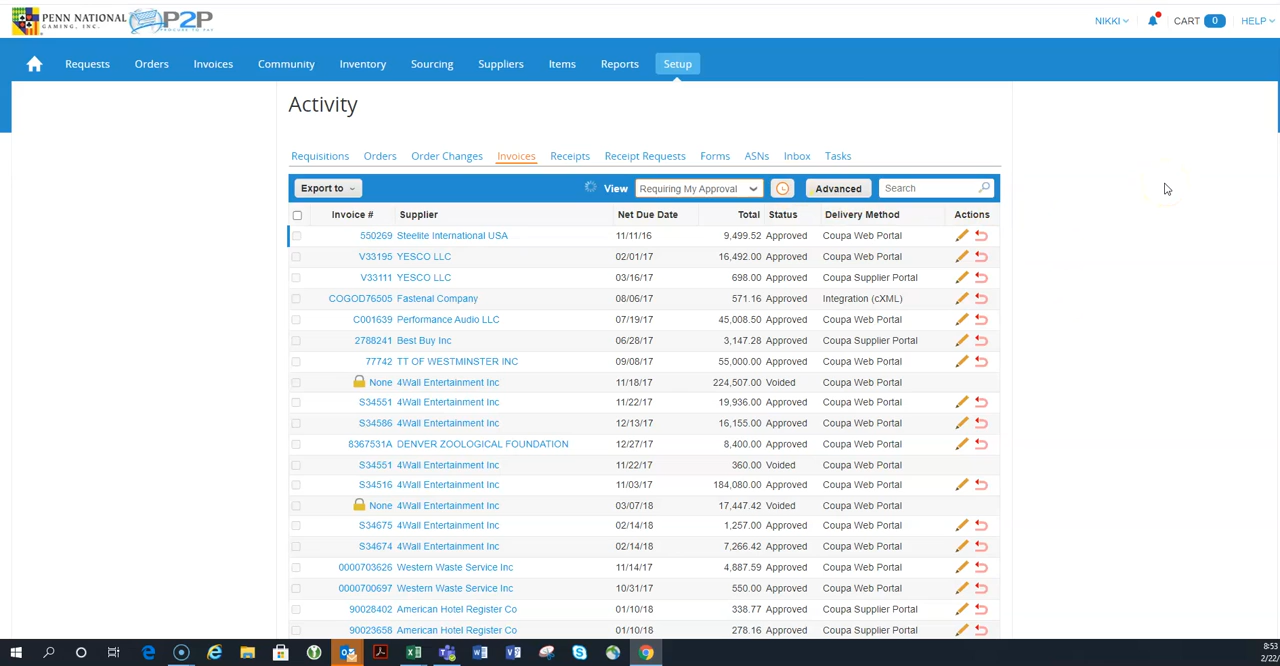 PENN NATIONAL
GAMING, INC.
P2P
PROCURE TO PAY
NIKKI
CART 0
HELP
Requests Orders Invoices Community Inventory Sourcing Suppliers Items Reports Setup
Activity
Requisitions Orders Order Changes Invoices Receipts Receipt Requests Forms ASNs Inbox Tasks
Export to View Requiring My Approval Advanced Search
Invoice # Supplier Net Due Date Total Status Delivery Method Actions
550269 Steelite International USA 11/11/16 9,499.52 Approved Coupa Web Portal
V33195 YESCO LLC 02/01/17 16,492.00 Approved Coupa Web Portal
V33111 YESCO LLC 03/16/17 698.00 Approved Coupa Supplier Portal
COGOD76505 Fastenal Company 08/06/17 571.16 Approved Integration (cXML)
C001639 Performance Audio LLC 07/19/17 45,008.50 Approved Coupa Web Portal
2788241 Best Buy Inc 06/28/17 3,147.28 Approved Coupa Supplier Portal
77742 TT OF WESTMINSTER INC 09/08/17 55,000.00 Approved Coupa Web Portal
None 4Wall Entertainment Inc 11/18/17 224,507.00 Voided Coupa Web Portal
S34551 4Wall Entertainment Inc 11/22/17 19,936.00 Approved Coupa Web Portal
S34586 4Wall Entertainment Inc 12/13/17 16,155.00 Approved Coupa Web Portal
8367531A DENVER ZOOLOGICAL FOUNDATION 12/27/17 8,400.00 Approved Coupa Web Portal
S34551 4Wall Entertainment Inc 11/22/17 360.00 Voided Coupa Web Portal
S34516 4Wall Entertainment Inc 11/03/17 184,080.00 Approved Coupa Web Portal
None 4Wall Entertainment Inc 03/07/18 17,447.42 Voided Coupa Web Portal
S34675 4Wall Entertainment Inc 02/14/18 1,257.00 Approved Coupa Web Portal
S34674 4Wall Entertainment Inc 02/14/18 7,266.42 Approved Coupa Web Portal
0000703626 Western Waste Service Inc 11/14/17 4,887.59 Approved Coupa Web Portal
0000700697 Western Waste Service Inc 10/31/17 550.00 Approved Coupa Web Portal
90028402 American Hotel Register Co 01/10/18 338.77 Approved Coupa Supplier Portal
90023658 American Hotel Register Co 01/10/18 278.16 Approved Coupa Supplier Portal
8:53
2/22/